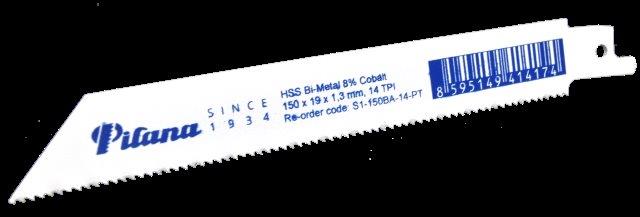 Pilana
SINCE
1934
HSS Bi-Metal 8% Cobalt
150 x 19 x 1,3 mm, 14 TPI
Re-order code: S1-150BA-14-PT
8 595149 414174